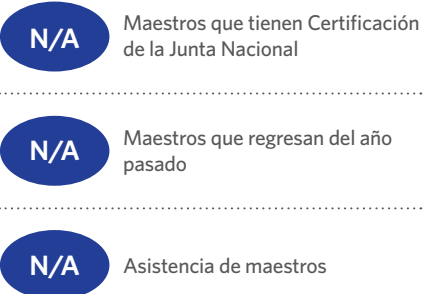 N/A
Maestros que tienen Certificación
de la Junta Nacional
N/A
Maestros que regresan del año
pasado
N/A
Asistencia de maestros